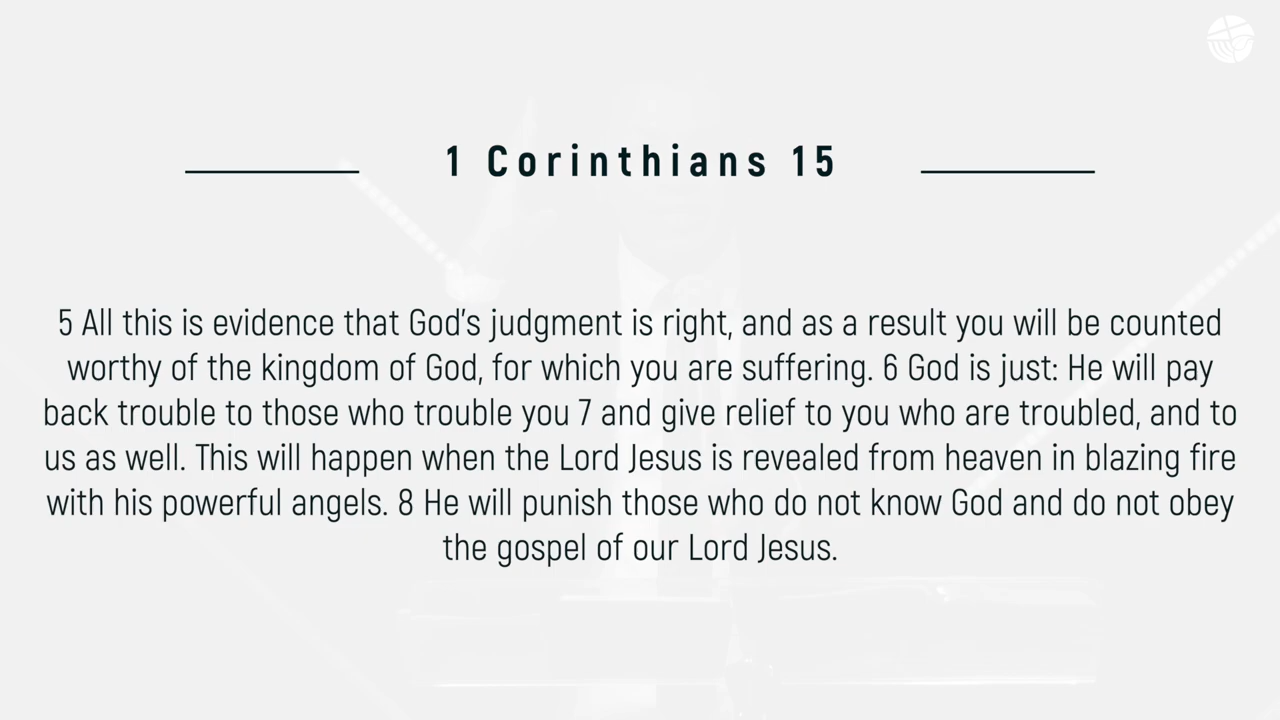 1 Corinthians 15
5 All this is evidence that God's judgment is right, and as a result you will be counted
worthy of the kingdom of God, for which you are suffering. 6 God is just: He will pay
back trouble to those who trouble you 7 and give relief to you who are troubled, and to
us as well. This will happen when the Lord Jesus is revealed from heaven in blazing fire
with his powerful angels. 8 He will punish those who do not know God and do not obey
the gospel of our Lord Jesus.